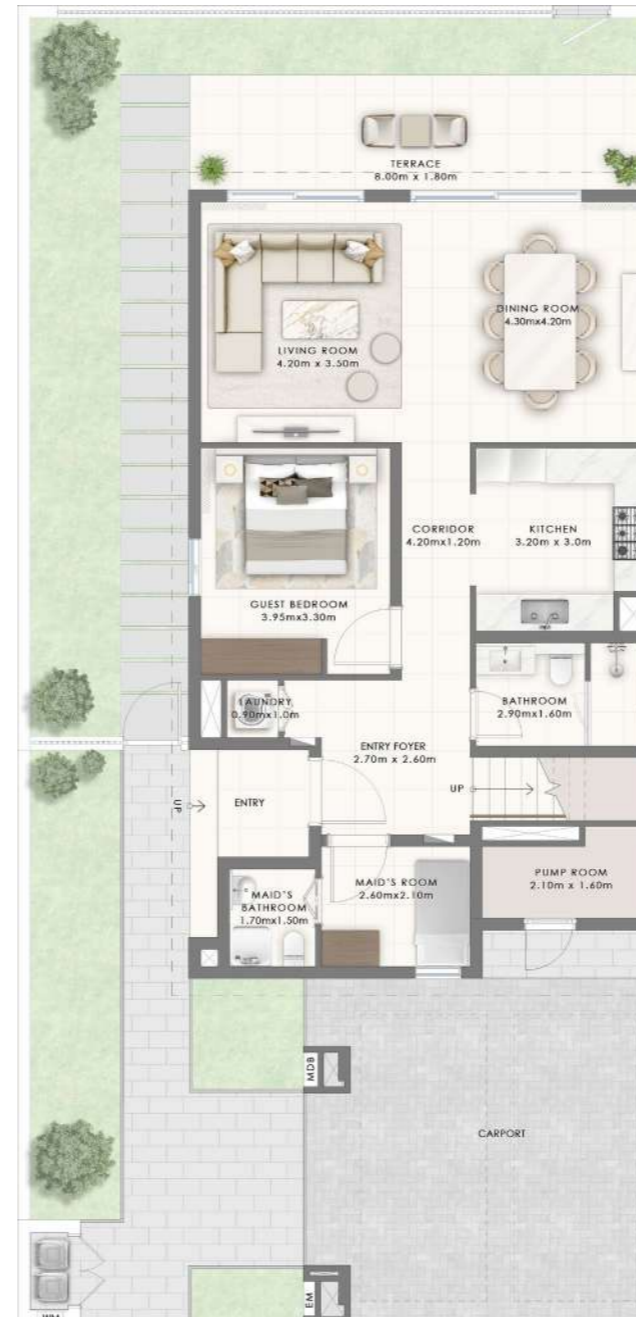 TERRACE
8.00m x 1.80m
DINING ROOM
4.30mx4.20m
LIVING ROOM
4.20m x 3.50m
CORRIDOR
4.20mx1.20m
KITCHEN
3.20m x 3.0m
GUEST BEDROOM
3.95mx3.30m
LAUNDRY
0.90mx1.0m
BATHROOM
2.90mx1.60m
ENTRY FOYER
2.70m x 2.60m
UP
UP
ENTRY
MAID'S
BATHROOM
1.70mx1.50m
MAID'S ROOM
2.60mx2.10m
PUMP ROOM
2.10m x 1.60m
MDB
CARPORT
EM
WM